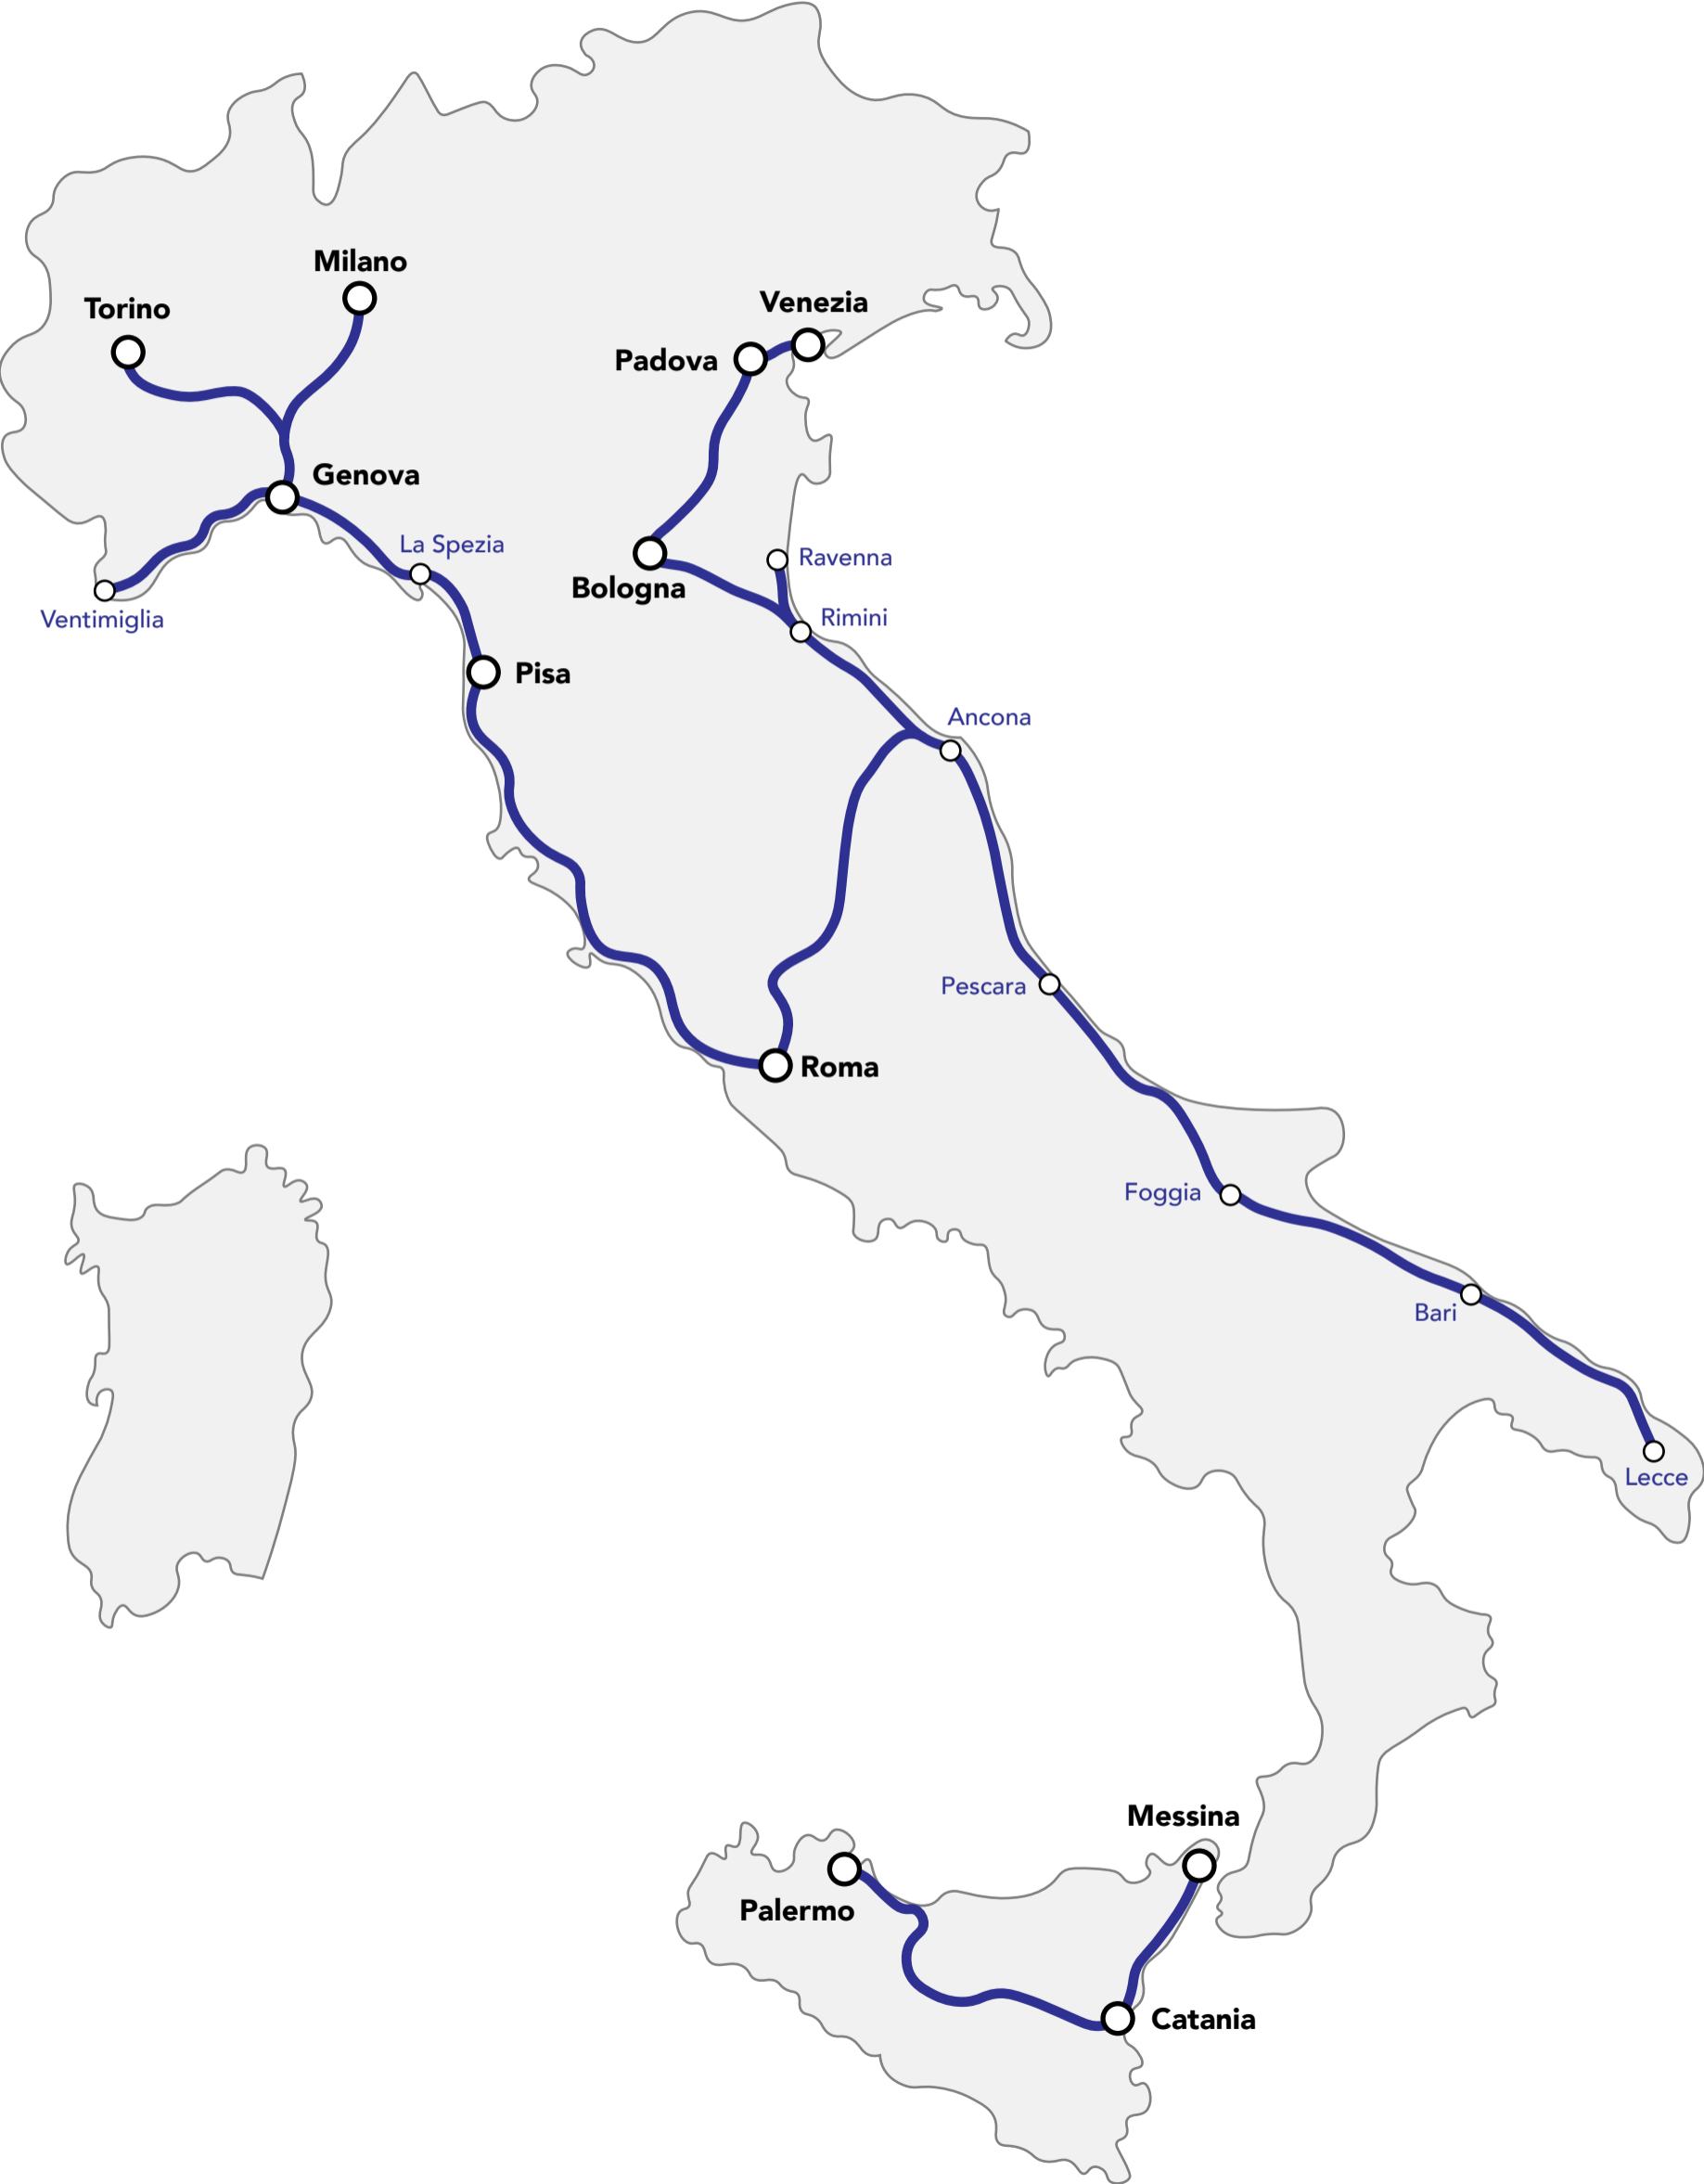 Milano
Torino
Venezia
Padova
Genova
La Spezia
Ravenna
Bologna
Rimini
Ventimiglia
Pisa
Ancona
Pescara
Roma
Foggia
Bari
Lecce
Messina
Palermo
Catania